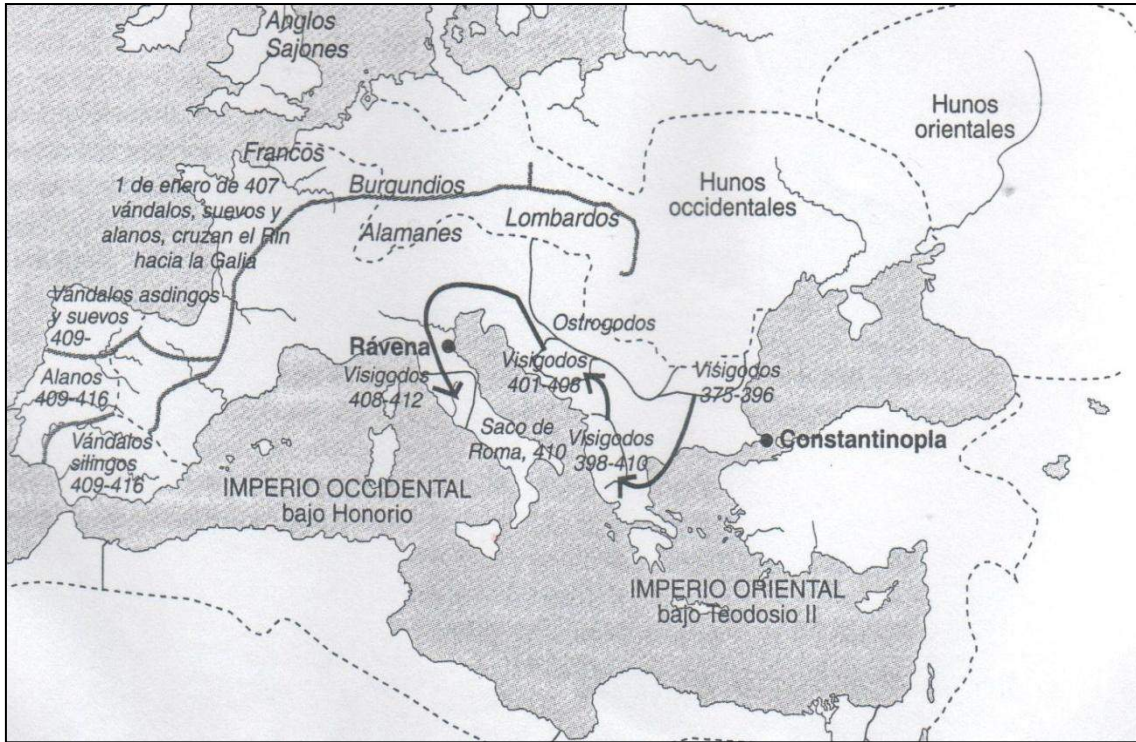 Anglos
Sajones
Hunos
orientales
Francos
1 de enero de 407
vándalos, suevos y
alanos, cruzan el Rin
hacia la Galia
Burgundios
Hunos
occidentales
Lombardos
Alamanes
Vándalos asdingos
y suevos
409-
Ostrogodos
Rávena
Visigodos
401-408
Visigodos
375-396
Visigodos
408-412
Alanos
409-416
Saco de
Roma, 410
Visigodos
398-410
Constantinopla
Vándalos
silingos
409-416
IMPERIO OCCIDENTAL
bajo Honorio
IMPERIO ORIENTAL
bajo Teodosio II